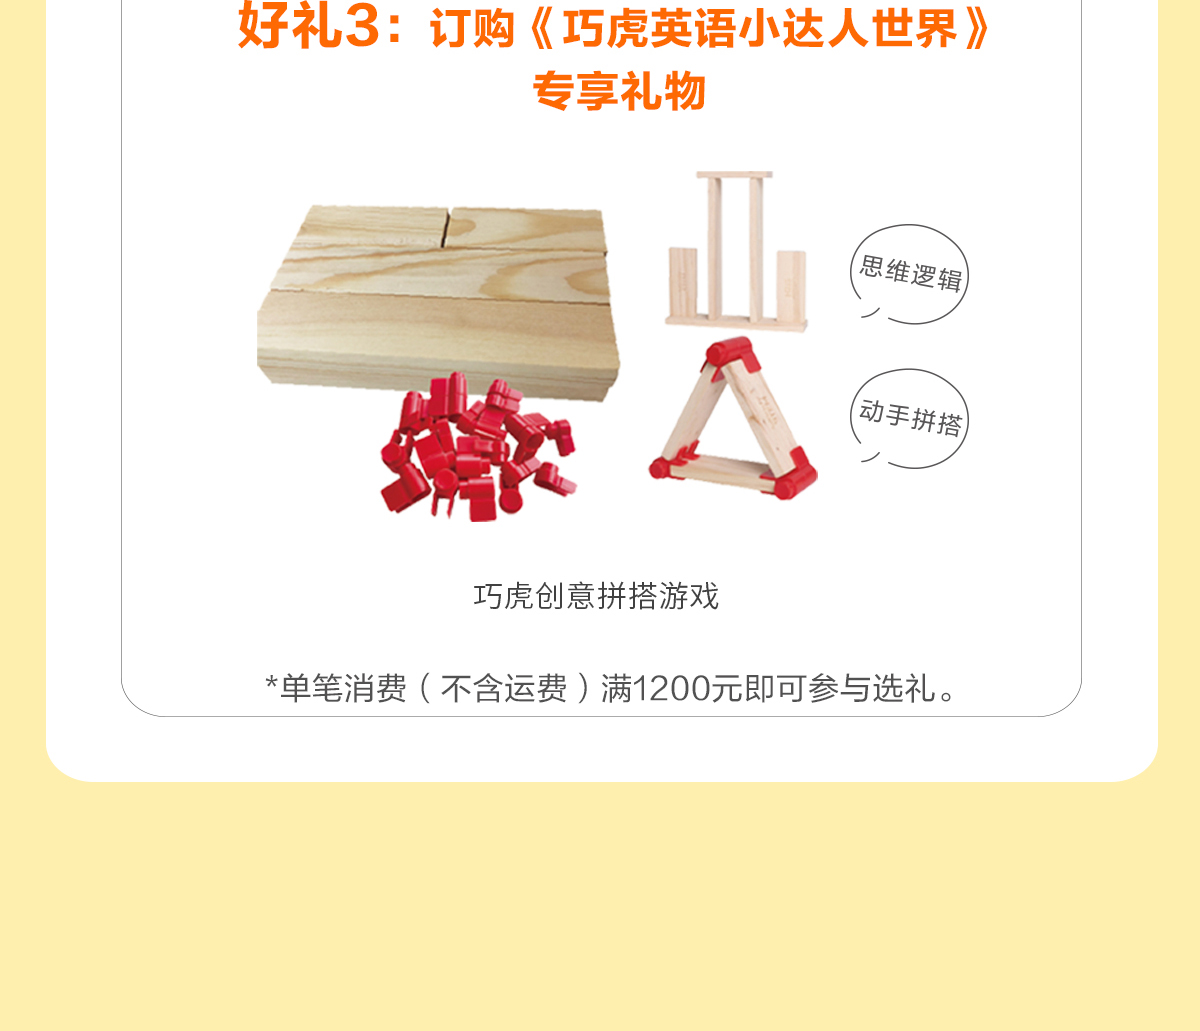 好礼3：订购《巧虎英语小达人世界》
专享礼物
思维逻辑
动手拼搭
巧虎创意拼搭游戏
*单笔消费（不含运费）满1200元即可参与选礼。